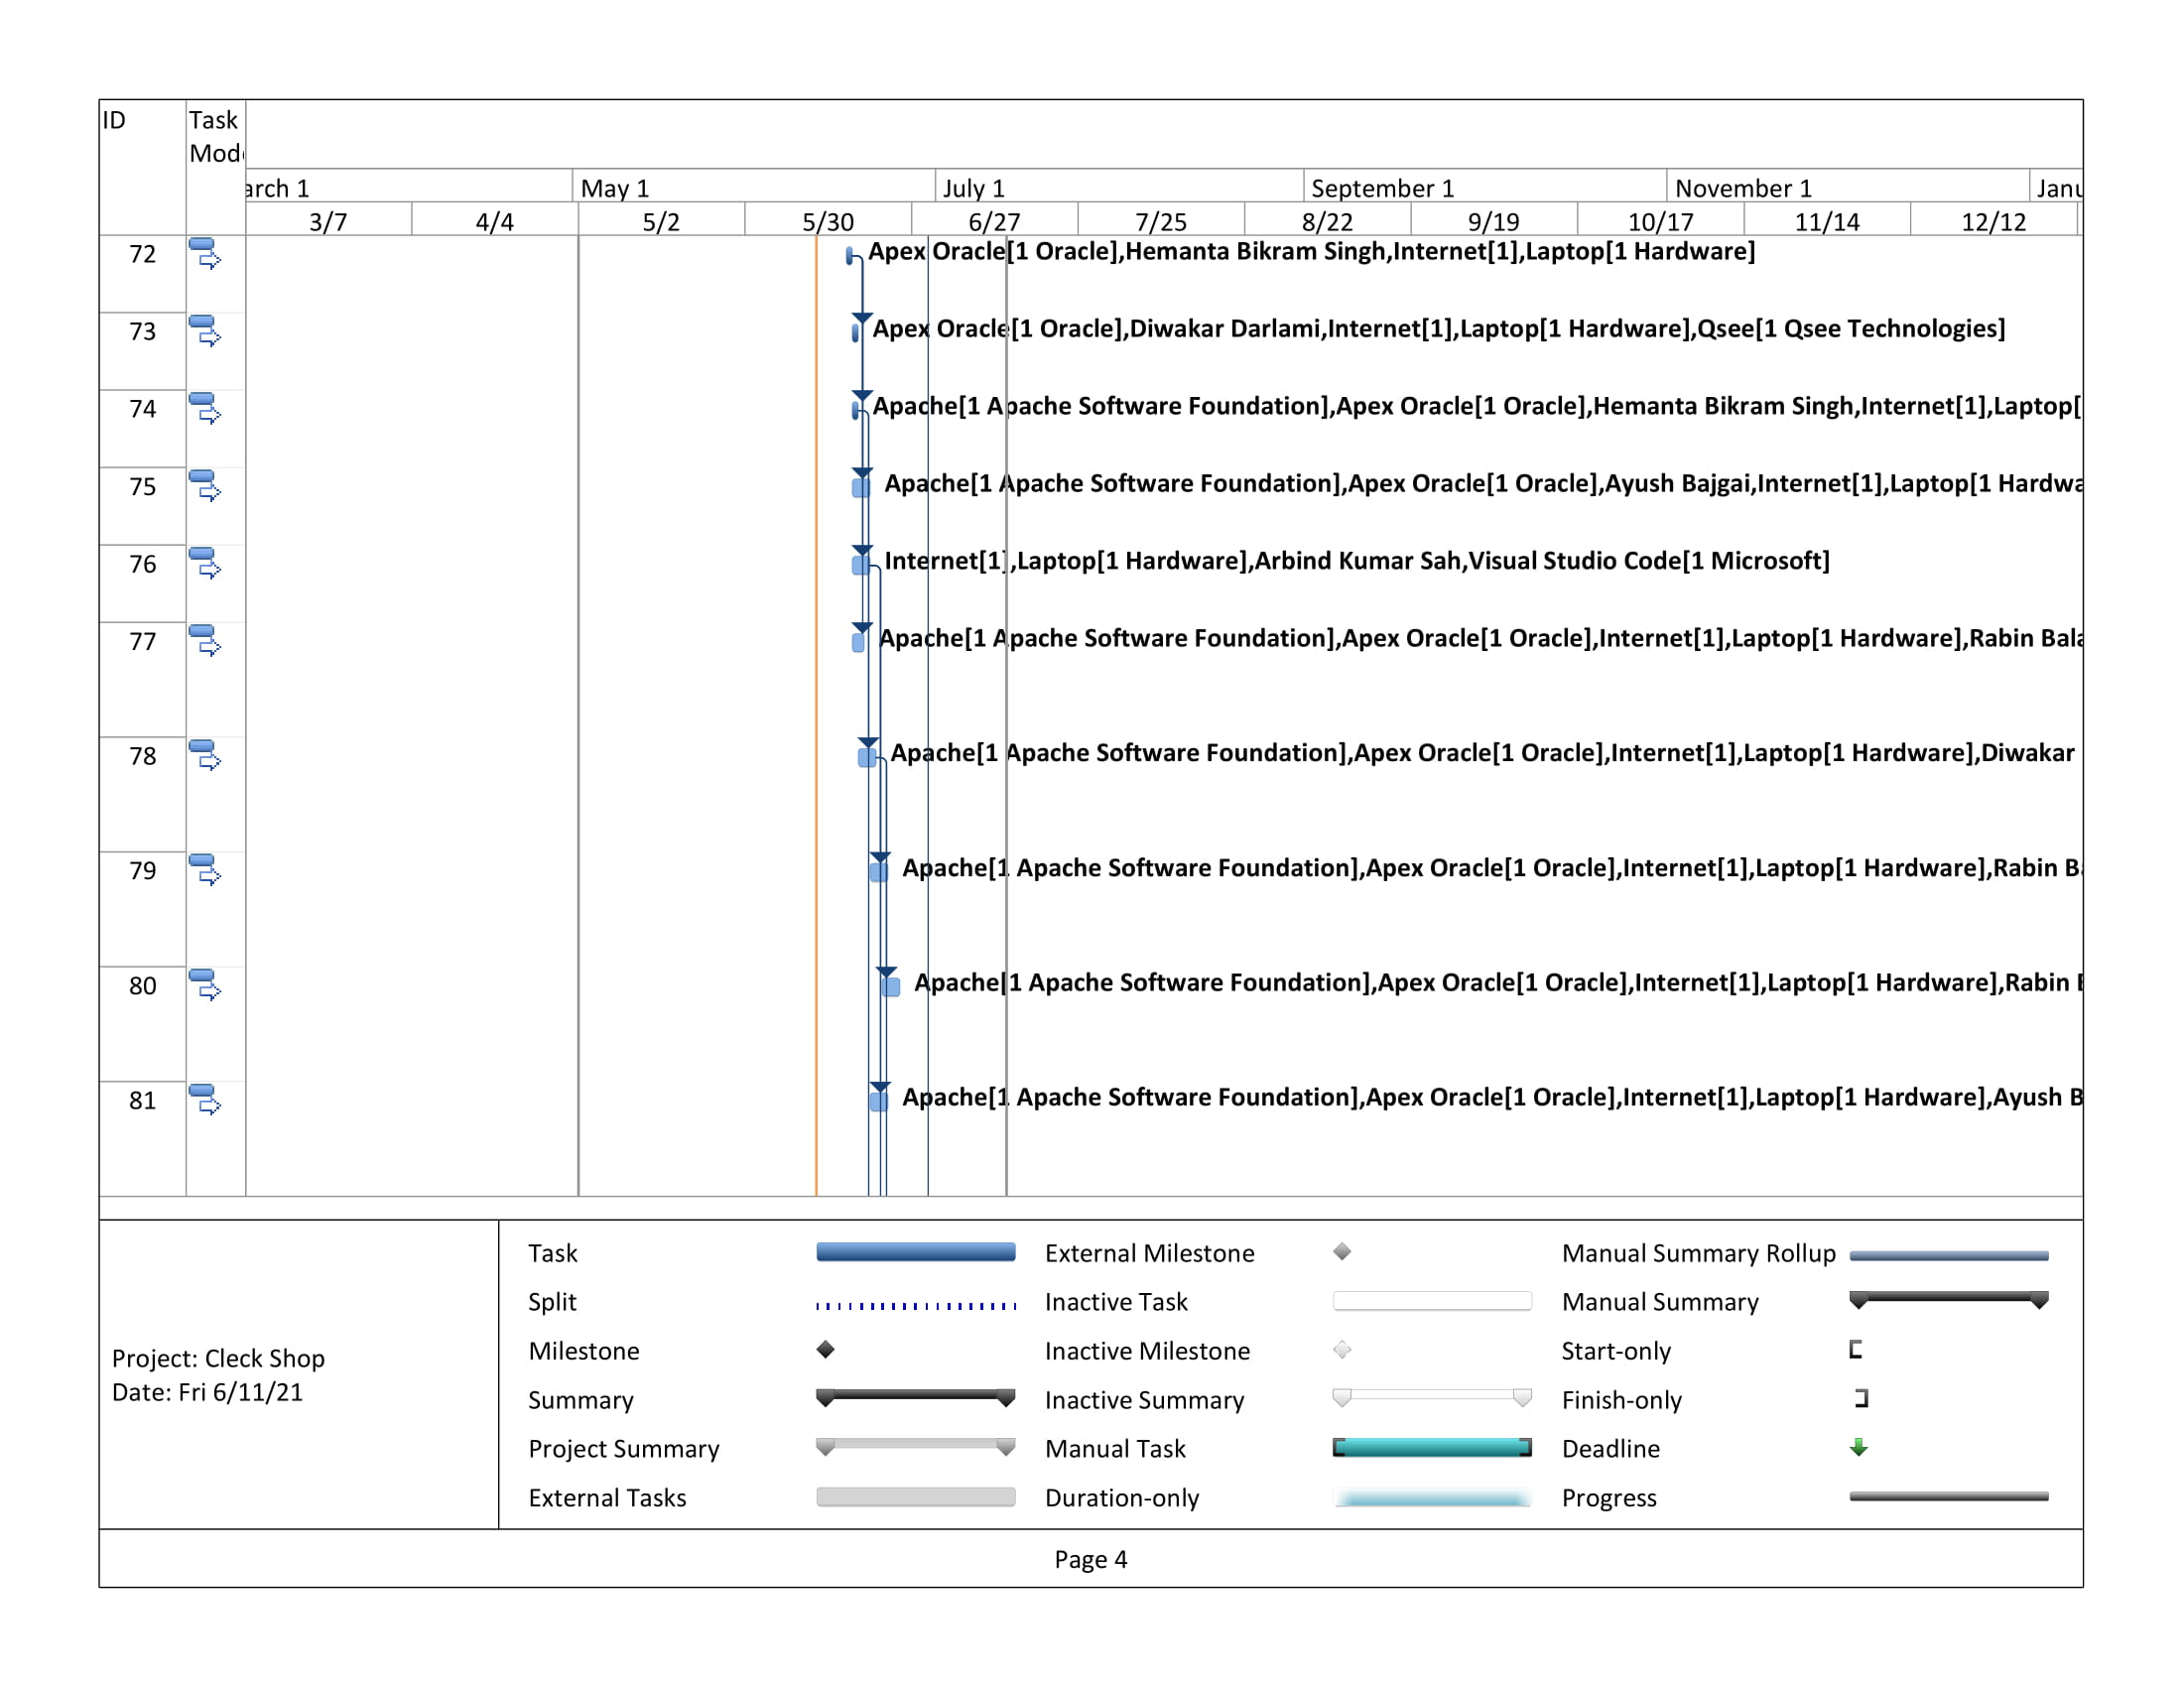 ID
Task
Mod
arch 1 May 1 July 1 September 1 November 1 Janu
3/7 4/4 5/2 5/30 6/27 7/25 8/22 9/19 10/17 11/14 12/12
72 Apex Oracle[1 Oracle],Hemanta Bikram Singh,Internet[1],Laptop[1 Hardware]
73 Apex Oracle[1 Oracle],Diwakar Darlami,Internet[1],Laptop[1 Hardware],Qsee[1 Qsee Technologies]
74 Apache[1 Apache Software Foundation],Apex Oracle[1 Oracle],Hemanta Bikram Singh,Internet[1],Laptop[
75 Apache[1 Apache Software Foundation],Apex Oracle[1 Oracle],Ayush Bajgai,Internet[1],Laptop[1 Hardwa
76 Internet[1],Laptop[1 Hardware],Arbind Kumar Sah,Visual Studio Code[1 Microsoft]
77 Apache[1 Apache Software Foundation],Apex Oracle[1 Oracle],Internet[1],Laptop[1 Hardware],Rabin Bala
78 Apache[1 Apache Software Foundation],Apex Oracle[1 Oracle],Internet[1],Laptop[1 Hardware],Diwakar
79 Apache[1 Apache Software Foundation],Apex Oracle[1 Oracle],Internet[1],Laptop[1 Hardware],Rabin Ba
80 Apache[1 Apache Software Foundation],Apex Oracle[1 Oracle],Internet[1],Laptop[1 Hardware],Rabin
81 Apache[1 Apache Software Foundation],Apex Oracle[1 Oracle],Internet[1],Laptop[1 Hardware],Ayush B
Project: Cleck Shop
Date: Fri 6/11/21
Task External Milestone Manual Summary Rollup
Split Inactive Task Manual Summary
Milestone Inactive Milestone Start-only
Summary Inactive Summary Finish-only
Project Summary Manual Task Deadline
External Tasks Duration-only Progress
Page 4